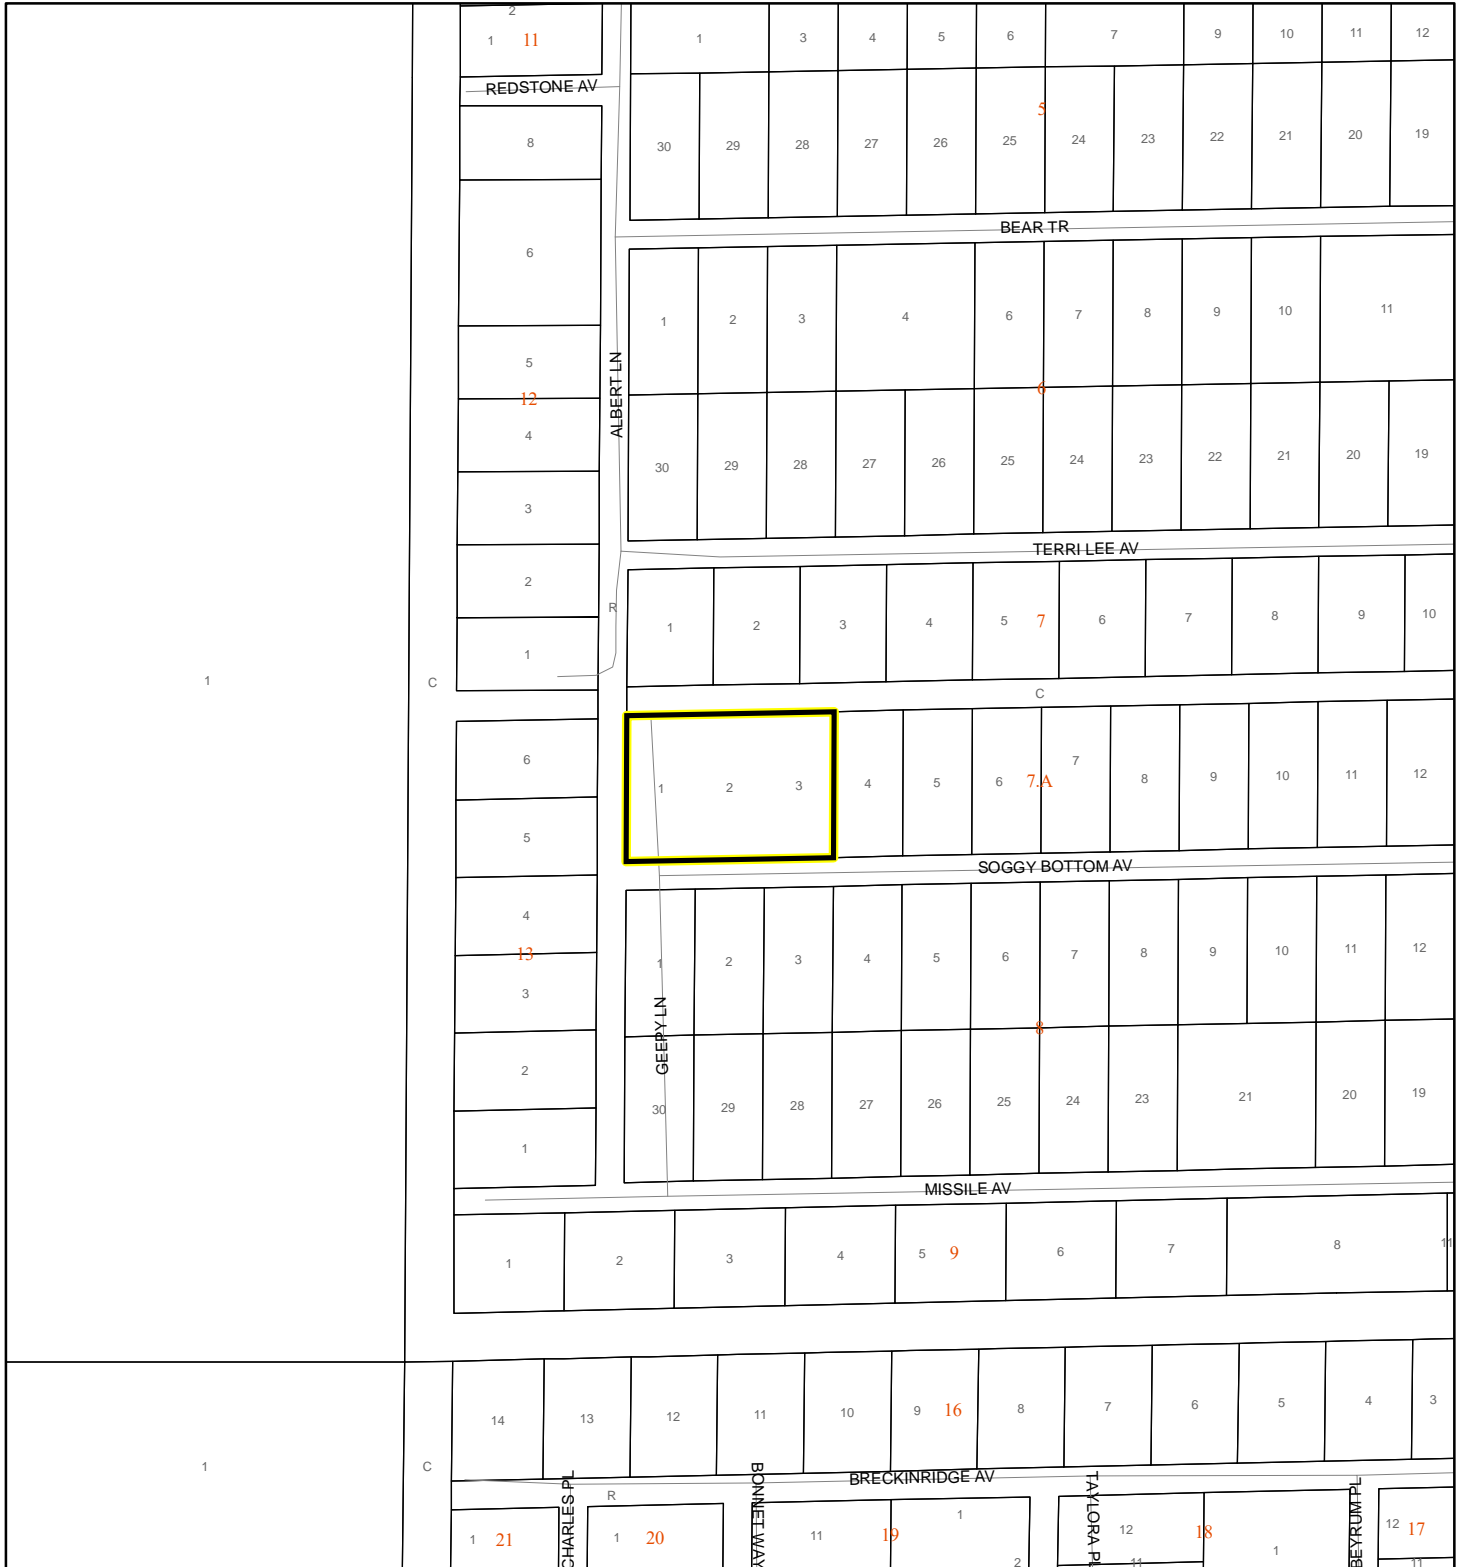 2
1 11
1 3 4 5 6 7 9 10 11 12
REDSTONE AV
5
8
30 29 28 27 26 25 24 23 22 21 20 19
BEAR TR
6
1 2 3 4 6 7 8 9 10 11
5
ALBERT LN
12
6
4
30 29 28 27 26 25 24 23 22 21 20 19
3
TERRI LEE AV
2
R
1 2 3 4 5 7 6 7 8 9 10
1
1
C
C
6
1 2 3 4 5 6 7.A 7 8 9 10 11 12
5
SOGGY BOTTOM AV
4
13
1 2 3 4 5 6 7 8 9 10 11 12
3
GEEPY LN
8
2
30 29 28 27 26 25 24 23 21 20 19
1
MISSILE AV
1 2 3 4 5 9 6 7 8 11
14 13 12 11 10 9 16 8 7 6 5 4 3
1
C
BRECKINRIDGE AV
CHARLES PL
R
BONNET WAY
TAYLORA PL
BEYRUM PL
1 21
1 20
11 19 1
2
12 18 1
11
12 17
11